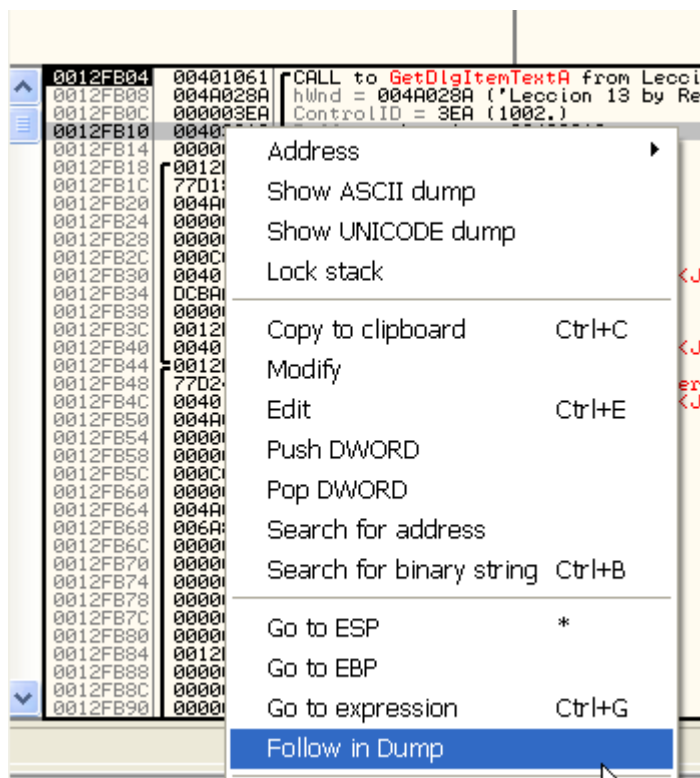 0012FB04 00401061 CALL to GetDlgItemTextA from Lecci
0012FB08 004A028A hWnd = 004A028A ('Leccion 13 by Re
0012FB0C 000003EA ControlID = 3EA (1002.)
0012FB10
0012FB14
0012FB18
0012FB1C
0012FB20
0012FB24
0012FB28
0012FB2C
0012FB30 0040 <J
0012FB34
0012FB38
0012FB3C
0012FB40 0040 <J
0012FB44
0012FB48 er
0012FB4C 0040 <J
0012FB50
0012FB54
0012FB58
0012FB5C
0012FB60
0012FB64
0012FB68
0012FB6C
0012FB70
0012FB74
0012FB78
0012FB7C
0012FB80
0012FB84
0012FB88
0012FB8C
0012FB90
Address
Show ASCII dump
Show UNICODE dump
Lock stack
Copy to clipboard Ctrl+C
Modify
Edit Ctrl+E
Push DWORD
Pop DWORD
Search for address
Search for binary string Ctrl+B
Go to ESP *
Go to EBP
Go to expression Ctrl+G
Follow in Dump